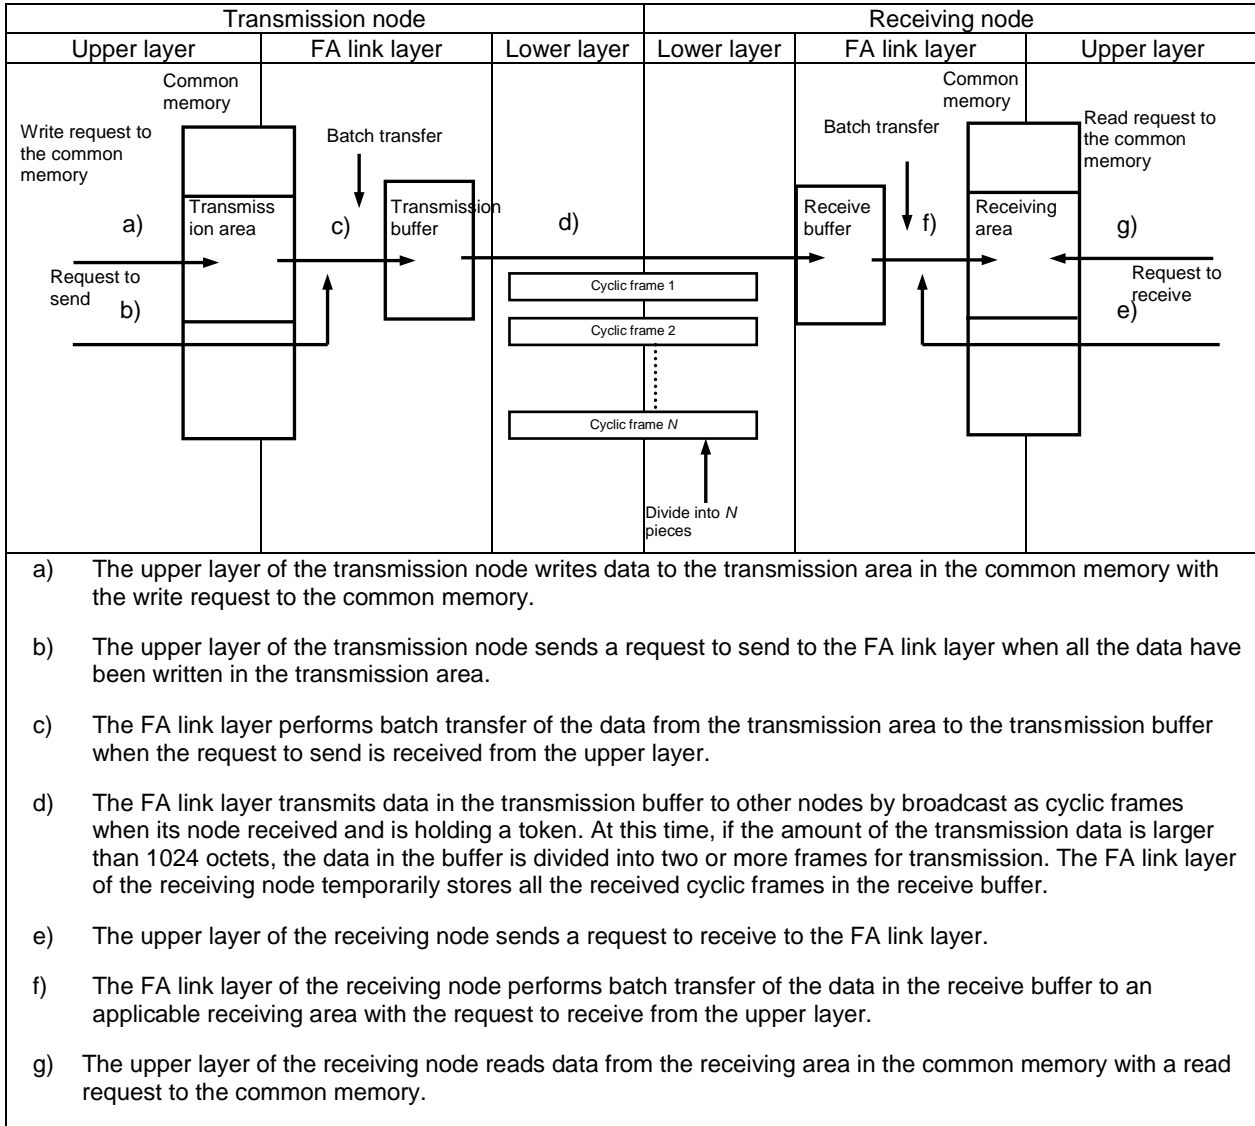 Transmission node
Receiving node
Upper layer
FA link layer
Lower layer
Lower layer
FA link layer
Upper layer
Common
memory
Write request to
the common
memory
Batch transfer
a)
Transmiss
ion area
c)
Transmission
buffer
d)
Request to
send
b)
Cyclic frame 1
Cyclic frame 2
Cyclic frame N
Divide into N
pieces
Common
memory
Batch transfer
Read request to
the common
memory
Receive
buffer
f)
Receiving
area
g)
Request to
receive
e)
a) The upper layer of the transmission node writes data to the transmission area in the common memory with
the write request to the common memory.
b) The upper layer of the transmission node sends a request to send to the FA link layer when all the data have
been written in the transmission area.
c) The FA link layer performs batch transfer of the data from the transmission area to the transmission buffer
when the request to send is received from the upper layer.
d) The FA link layer transmits data in the transmission buffer to other nodes by broadcast as cyclic frames
when its node received and is holding a token. At this time, if the amount of the transmission data is larger
than 1024 octets, the data in the buffer is divided into two or more frames for transmission. The FA link layer
of the receiving node temporarily stores all the received cyclic frames in the receive buffer.
e) The upper layer of the receiving node sends a request to receive to the FA link layer.
f) The FA link layer of the receiving node performs batch transfer of the data in the receive buffer to an
applicable receiving area with the request to receive from the upper layer.
g) The upper layer of the receiving node reads data from the receiving area in the common memory with a read
request to the common memory.